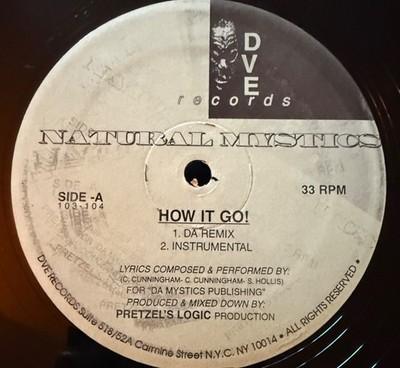 DVE
records
NATURAL MYSTICS
SIDE -A
103-104
33 RPM
HOW IT GO!
1. DA REMIX
2. INSTRUMENTAL
LYRICS COMPOSED & PERFORMED BY:
(C. CUNNINGHAM- C. CUNNINGHAM- S. HOLLIS)
FOR "DA MYSTICS PUBLISHING"
PRODUCED & MIXED DOWN BY:
PRETZEL'S LOGIC PRODUCTION
DVE RECORDS Suite 518/52A Cairmine Street N.Y.C. NY 10014 • ALL RIGHTS RESERVED •